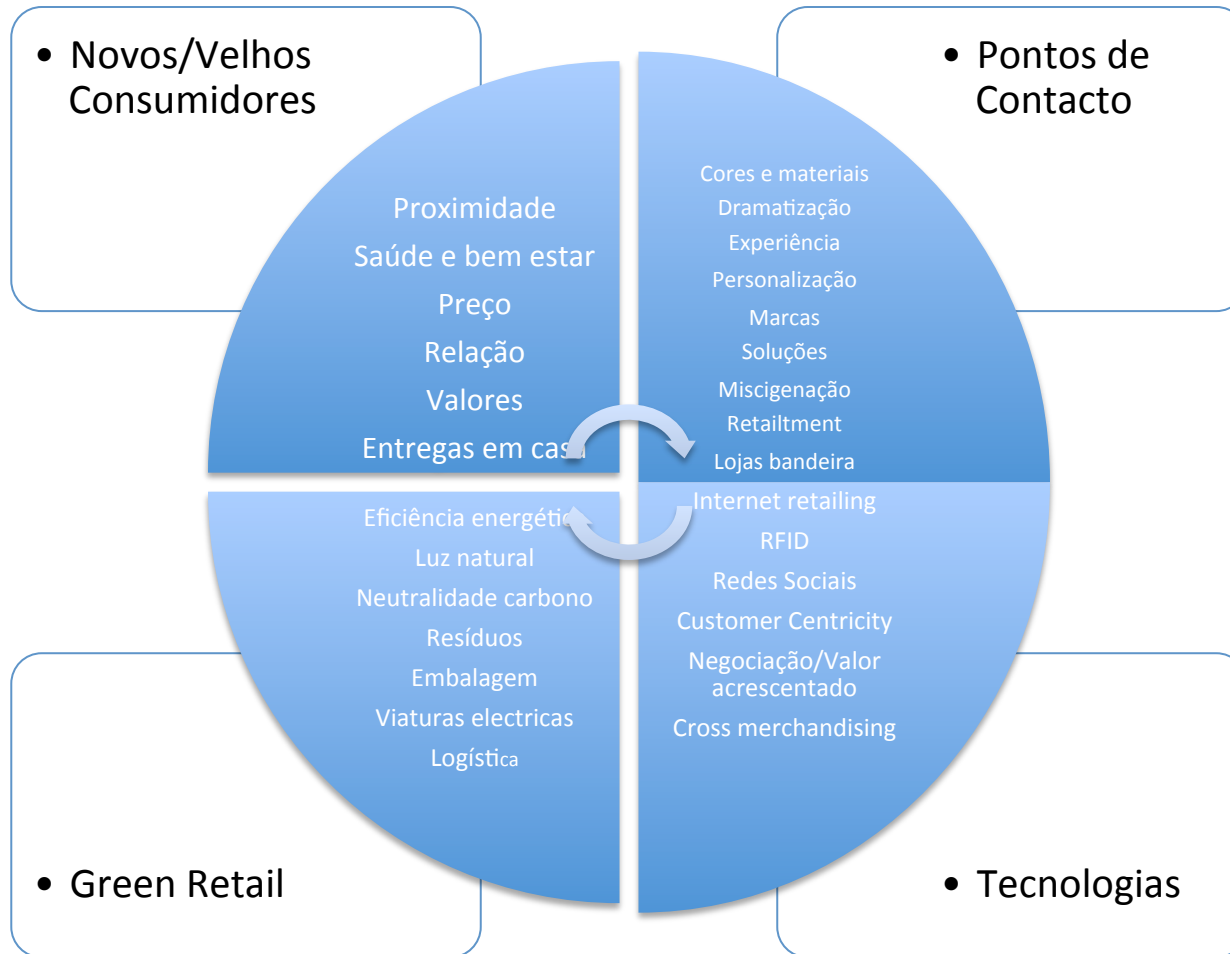 • Novos/Velhos
Consumidores
• Pontos de
Contacto
Proximidade
Saúde e bem estar
Preço
Relação
Valores
Entregas em casa
Cores e materiais
Dramatização
Experiência
Personalização
Marcas
Soluções
Miscigenação
Retailtment
Lojas bandeira
Eficiência energétic
Luz natural
Neutralidade carbono
Resíduos
Embalagem
Viaturas electricas
Logística
Internet retailing
RFID
Redes Sociais
Customer Centricity
Negociação/Valor
acrescentado
Cross merchandising
• Green Retail
• Tecnologias